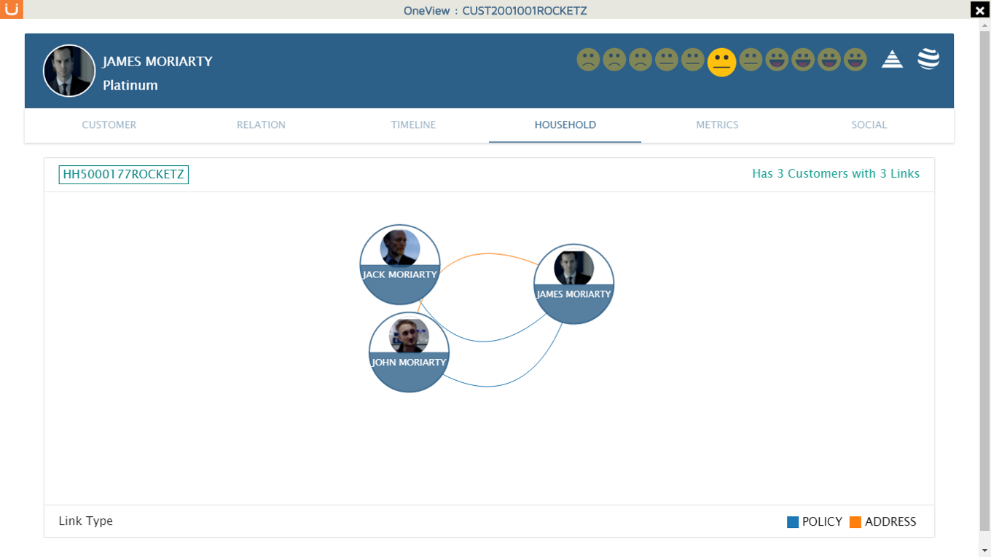 OneView : CUST2001001ROCKETZ
JAMES MORIARTY
Platinum
CUSTOMER RELATION TIMELINE HOUSEHOLD METRICS SOCIAL
HH5000177ROCKETZ Has 3 Customers with 3 Links
JACK MORIARTY
JAMES MORIARTY
JOHN MORIARTY
Link Type POLICY ADDRESS